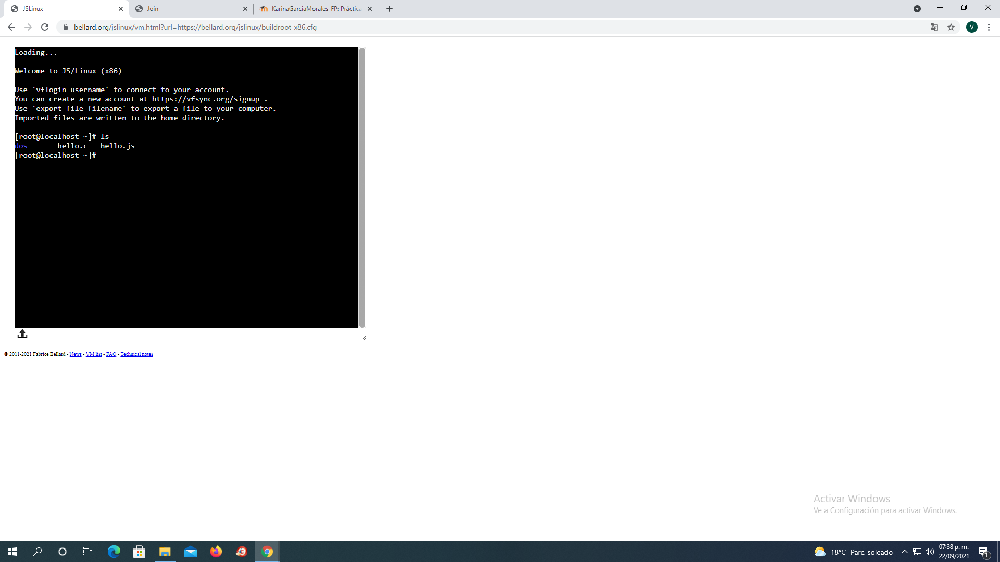 JSLinux
Join
KarinaGarciaMorales-FP: Práctica
bellard.org/jslinux/vm.html?url=https://bellard.org/jslinux/buildroot-x86.cfg
V
Loading...
Welcome to JS/Linux (x86)
Use 'vflogin username' to connect to your account.
You can create a new account at https://vfsync.org/signup .
Use 'export_file filename' to export a file to your computer.
Imported files are written to the home directory.
[root@localhost ~]# ls
dos hello.c hello.js
[root@localhost ~]#
© 2011-2021 Fabrice Bellard - News - VM list - FAQ - Technical notes
Activar Windows
Ve a Configuración para activar Windows.
18°C Parc. soleado
07:38 p. m.
22/09/2021
1